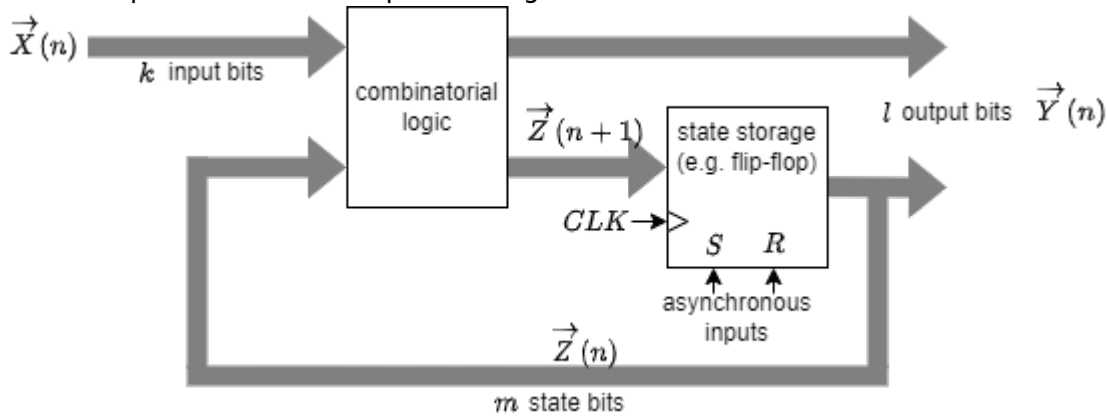 X(n)
k input bits
combinatorial
logic
Z(n + 1)
state storage
(e.g. flip-flop)
CLK
S R
asynchronous
inputs
l output bits Y(n)
Z(n)
m state bits